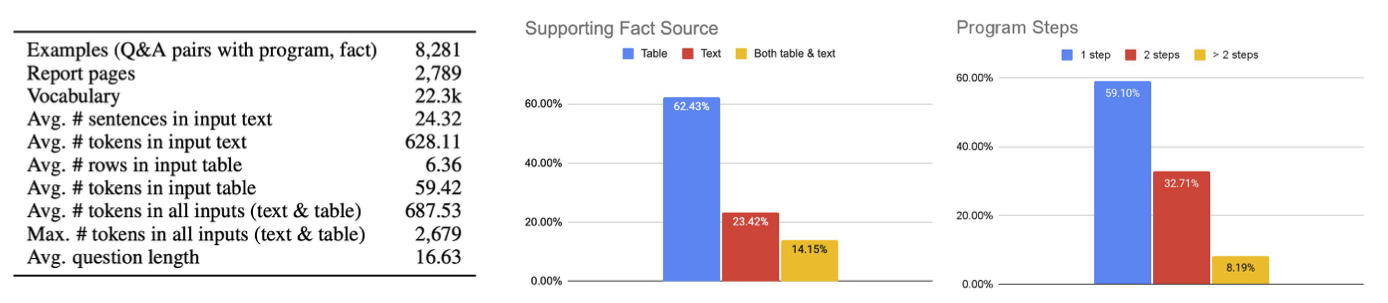 Examples (Q&A pairs with program, fact) 8,281
Report pages 2,789
Vocabulary 22.3k
Avg. # sentences in input text 24.32
Avg. # tokens in input text 628.11
Avg. # rows in input table 6.36
Avg. # tokens in input table 59.42
Avg. # tokens in all inputs (text & table) 687.53
Max. # tokens in all inputs (text & table) 2,679
Avg. question length 16.63
Supporting Fact Source
Table Text Both table & text
60.00%
40.00%
20.00%
0.00%
62.43%
23.42%
14.15%
Program Steps
1 step 2 steps > 2 steps
60.00%
40.00%
20.00%
0.00%
59.10%
32.71%
8.19%